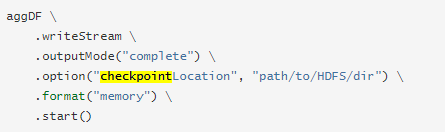 aggDF \
    .writeStream \
    .outputMode("complete") \
    .option("checkpointLocation", "path/to/HDFS/dir") \
    .format("memory") \
    .start()